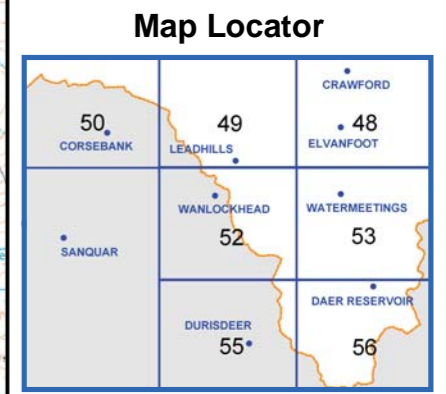 Map Locator
CRAWFORD
50
49
48
CORSEBANK
LEADHILLS
ELVANFOOT
WANLOCKHEAD
WATERMEETINGS
52
53
SANQUAR
DAER RESERVOIR
DURISDEER
55
56